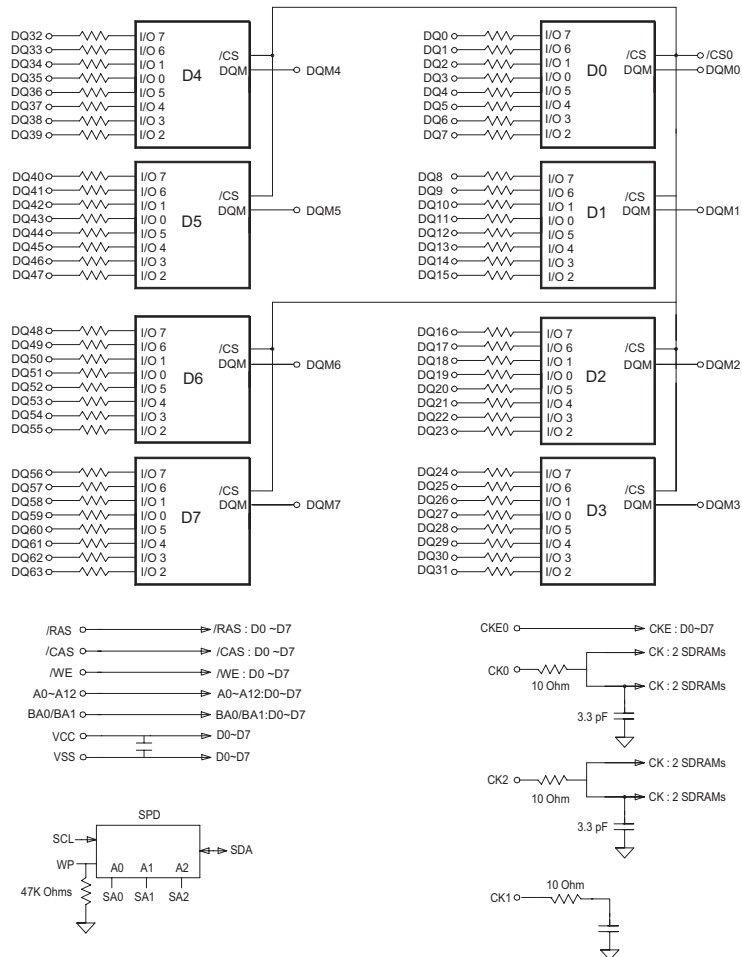 DQ32 I/O 7
DQ33 I/O 6
DQ34 I/O 1
DQ35 I/O 0
DQ36 I/O 5
DQ37 I/O 4
DQ38 I/O 3
DQ39 I/O 2
D4
/CS
DQM DQM4
DQ0 I/O 7
DQ1 I/O 6
DQ2 I/O 1
DQ3 I/O 0
DQ4 I/O 5
DQ5 I/O 4
DQ6 I/O 3
DQ7 I/O 2
D0
/CS /CS0
DQM DQM0
DQ40 I/O 7
DQ41 I/O 6
DQ42 I/O 1
DQ43 I/O 0
DQ44 I/O 5
DQ45 I/O 4
DQ46 I/O 3
DQ47 I/O 2
D5
/CS
DQM DQM5
DQ8 I/O 7
DQ9 I/O 6
DQ10 I/O 1
DQ11 I/O 0
DQ12 I/O 5
DQ13 I/O 4
DQ14 I/O 3
DQ15 I/O 2
D1
/CS
DQM DQM1
DQ48 I/O 7
DQ49 I/O 6
DQ50 I/O 1
DQ51 I/O 0
DQ52 I/O 5
DQ53 I/O 4
DQ54 I/O 3
DQ55 I/O 2
D6
/CS
DQM DQM6
DQ16 I/O 7
DQ17 I/O 6
DQ18 I/O 1
DQ19 I/O 0
DQ20 I/O 5
DQ21 I/O 4
DQ22 I/O 3
DQ23 I/O 2
D2
/CS
DQM DQM2
DQ56 I/O 7
DQ57 I/O 6
DQ58 I/O 1
DQ59 I/O 0
DQ60 I/O 5
DQ61 I/O 4
DQ62 I/O 3
DQ63 I/O 2
D7
/CS
DQM DQM7
DQ24 I/O 7
DQ25 I/O 6
DQ26 I/O 1
DQ27 I/O 0
DQ28 I/O 5
DQ29 I/O 4
DQ30 I/O 3
DQ31 I/O 2
D3
/CS
DQM DQM3
/RAS /RAS : D0 ~D7
/CAS /CAS : D0 ~D7
/WE /WE : D0 ~D7
A0~A12 A0~A12:D0~D7
BA0/BA1 BA0/BA1:D0~D7
VCC D0~D7
VSS D0~D7
CKE0 CKE : D0~D7
CK : 2 SDRAMs
CK0
10 Ohm CK : 2 SDRAMs
3.3 pF
CK : 2 SDRAMs
CK2
10 Ohm CK : 2 SDRAMs
3.3 pF
SPD
SCL SDA
WP A0 A1 A2
47K Ohms SA0 SA1 SA2
10 Ohm
CK1